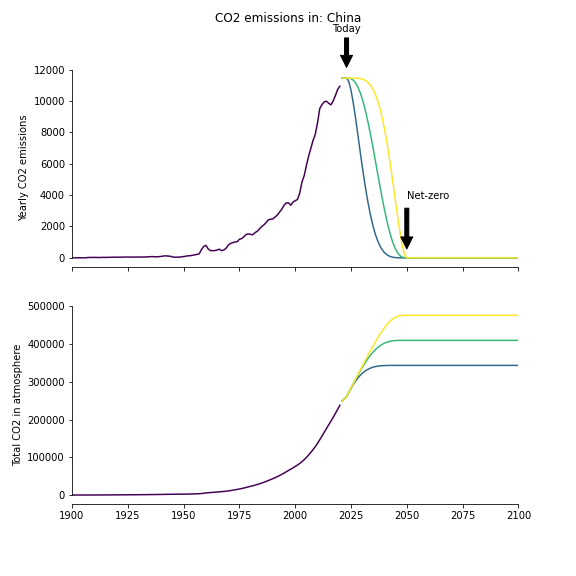 CO2 emissions in: China
Today
12000
10000
8000
6000
4000
2000
0
Yearly CO2 emissions
Net-zero
500000
400000
300000
200000
100000
0
Total CO2 in atmosphere
1900 1925 1950 1975 2000 2025 2050 2075 2100